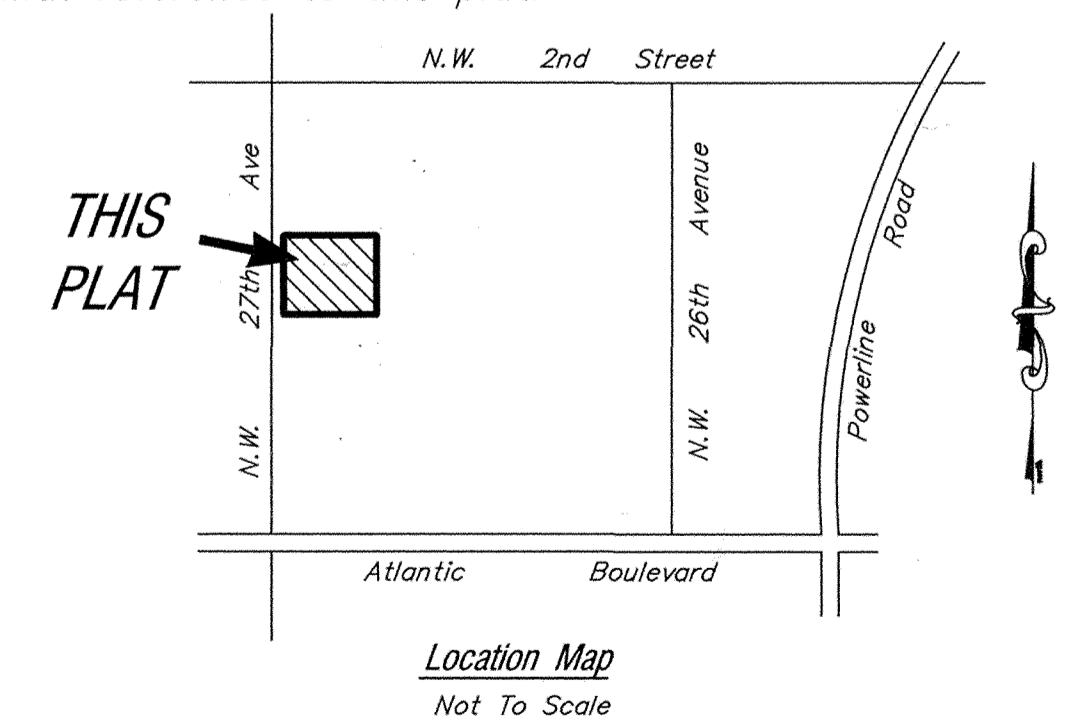 N.W. 2nd Street
N.W. 27th Ave
THIS
PLAT
N.W. 26th Avenue
Powerline Road
Atlantic Boulevard
Location Map
Not To Scale